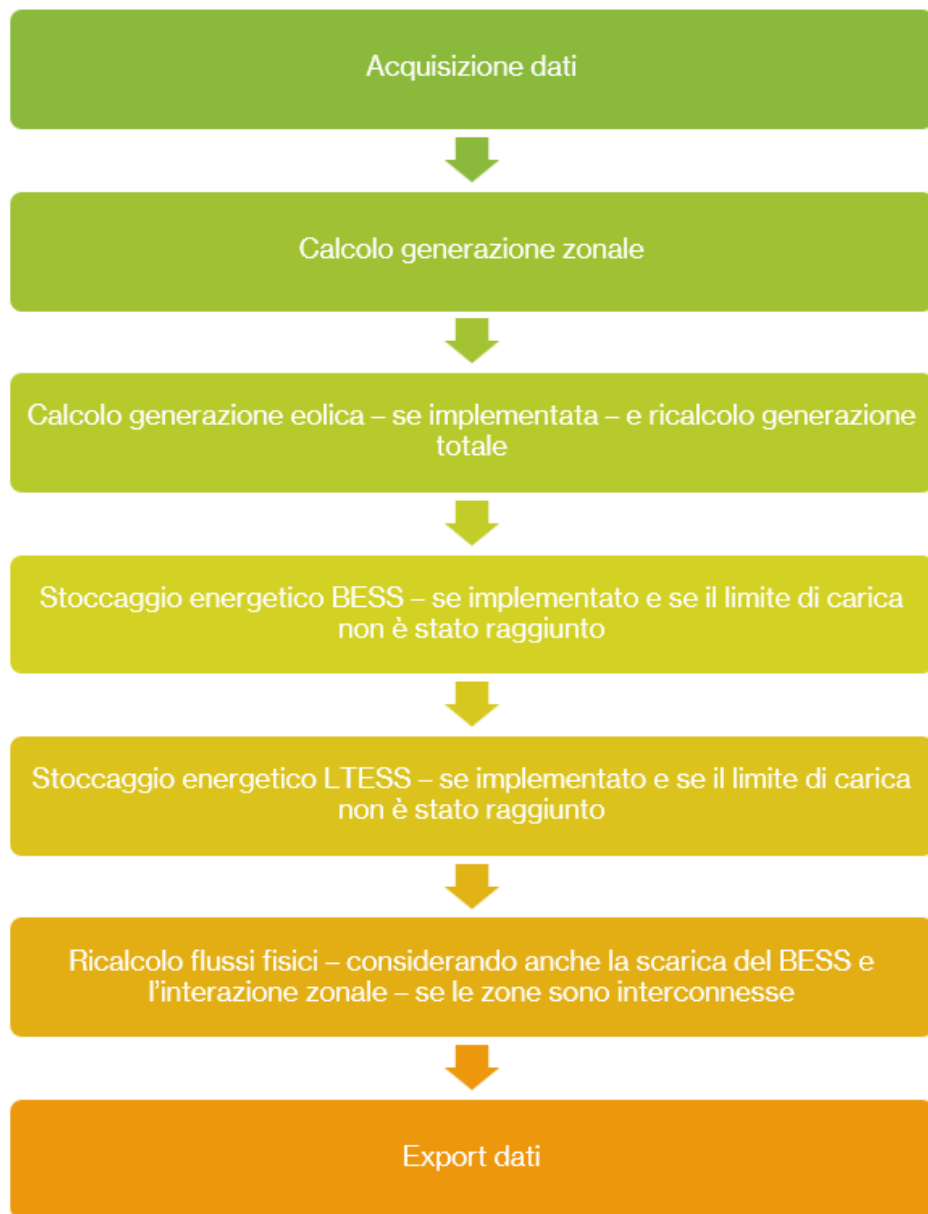 Acquisizione dati
Calcolo generazione zonale
Calcolo generazione eolica – se implementata – e ricalcolo generazione
totale
Stoccaggio energetico BESS – se implementato e se il limite di carica
non è stato raggiunto
Stoccaggio energetico LTESS – se implementato e se il limite di carica
non è stato raggiunto
Ricalcolo flussi fisici – considerando anche la scarica del BESS e
l'interazione zonale – se le zone sono interconnesse
Export dati